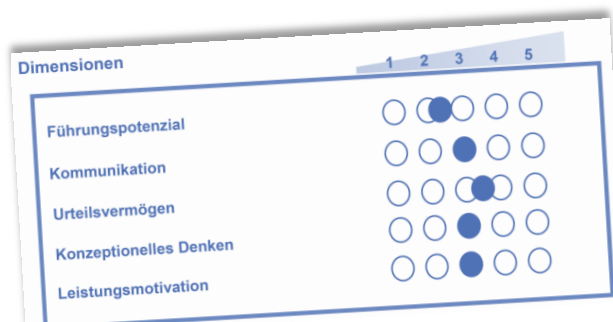 Dimensionen 1 2 3 4 5
Führungspotenzial
Kommunikation
Urteilsvermögen
Konzeptionelles Denken
Leistungsmotivation